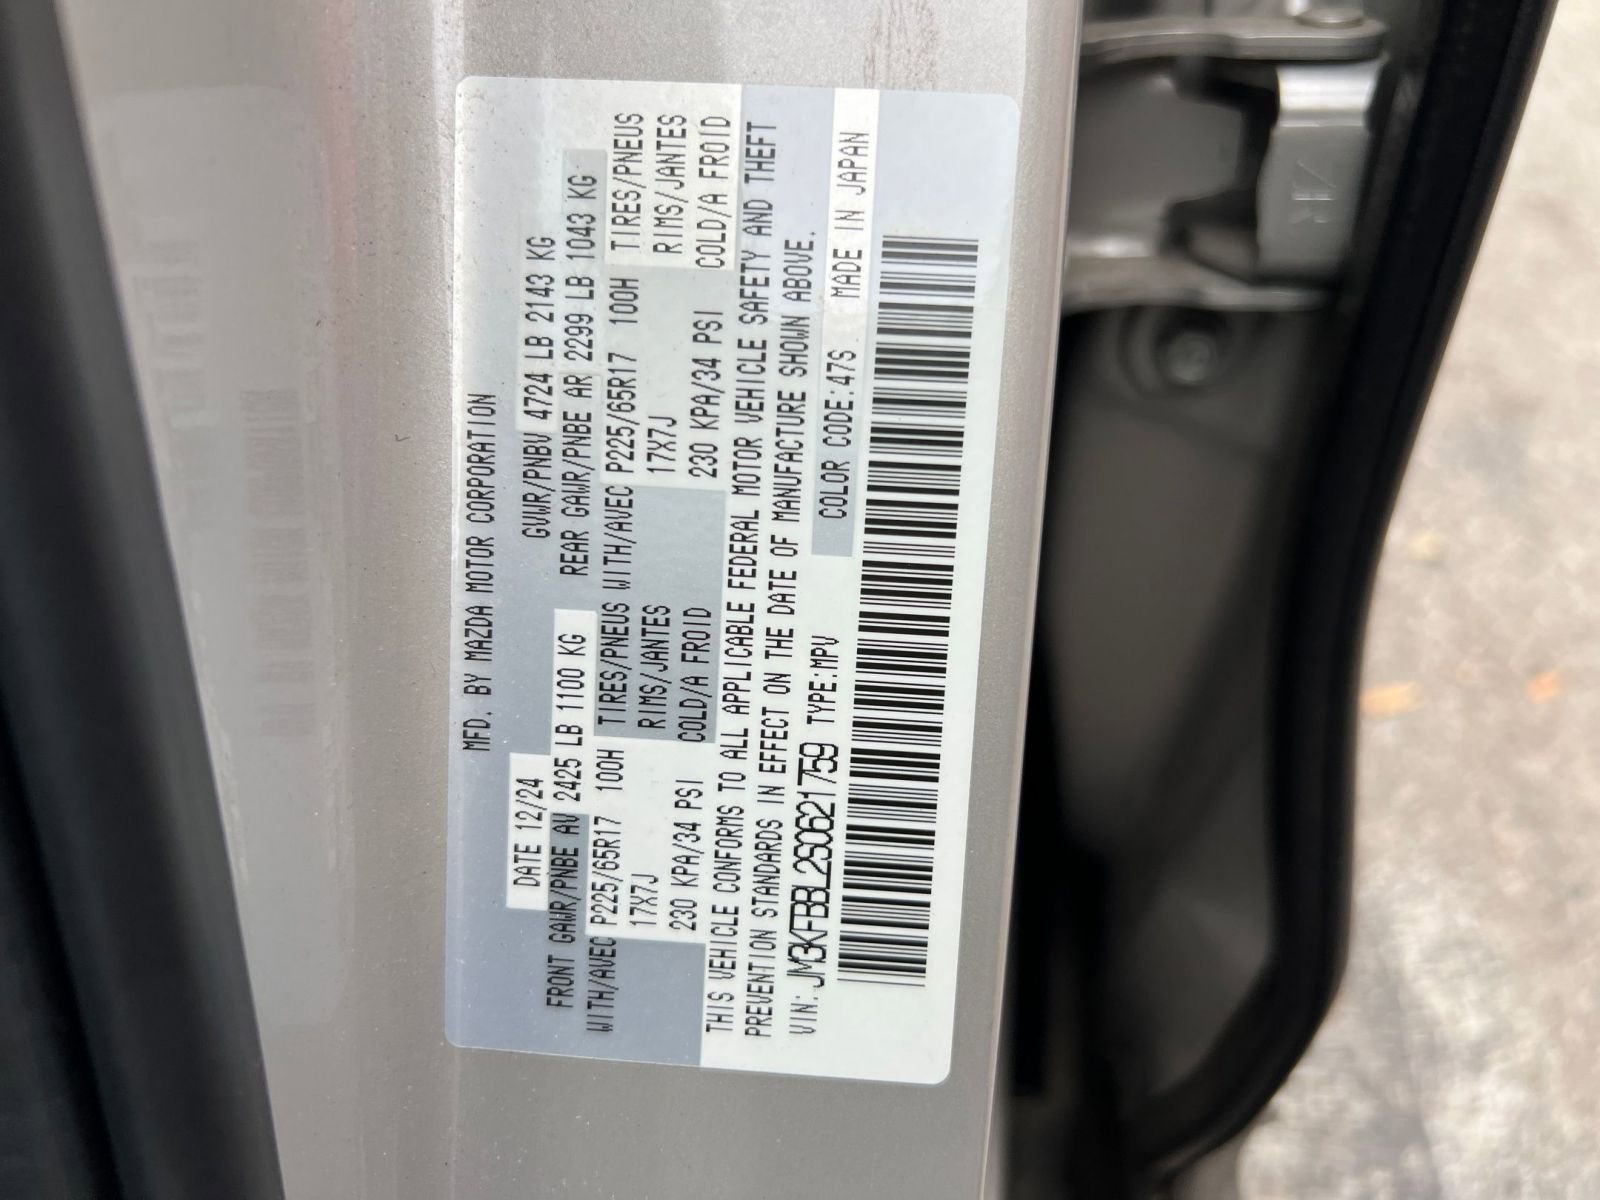 MFD. BY MAZDA MOTOR CORPORATION
DATE 12/24 GVWR/PNBV 4724 LB 2143 KG
FRONT GAWR/PNBE AV 2425 LB 1100 KG REAR GAWR/PNBE AR 2299 LB 1043 KG
WITH/AVEC P225/65R17 100H TIRES/PNEUS WITH/AVEC P225/65R17 100H TIRES/PNEUS
17X7J RIMS/JANTES 17X7J RIMS/JANTES
230 KPA/34 PSI COLD/A FROID 230 KPA/34 PSI COLD/A FROID
THIS VEHICLE CONFORMS TO ALL APPLICABLE FEDERAL MOTOR VEHICLE SAFETY AND THEFT
PREVENTION STANDARDS IN EFFECT ON THE DATE OF MANUFACTURE SHOWN ABOVE.
VIN: JM3KFBBL2S0621759 TYPE:MPV COLOR CODE:47S MADE IN JAPAN